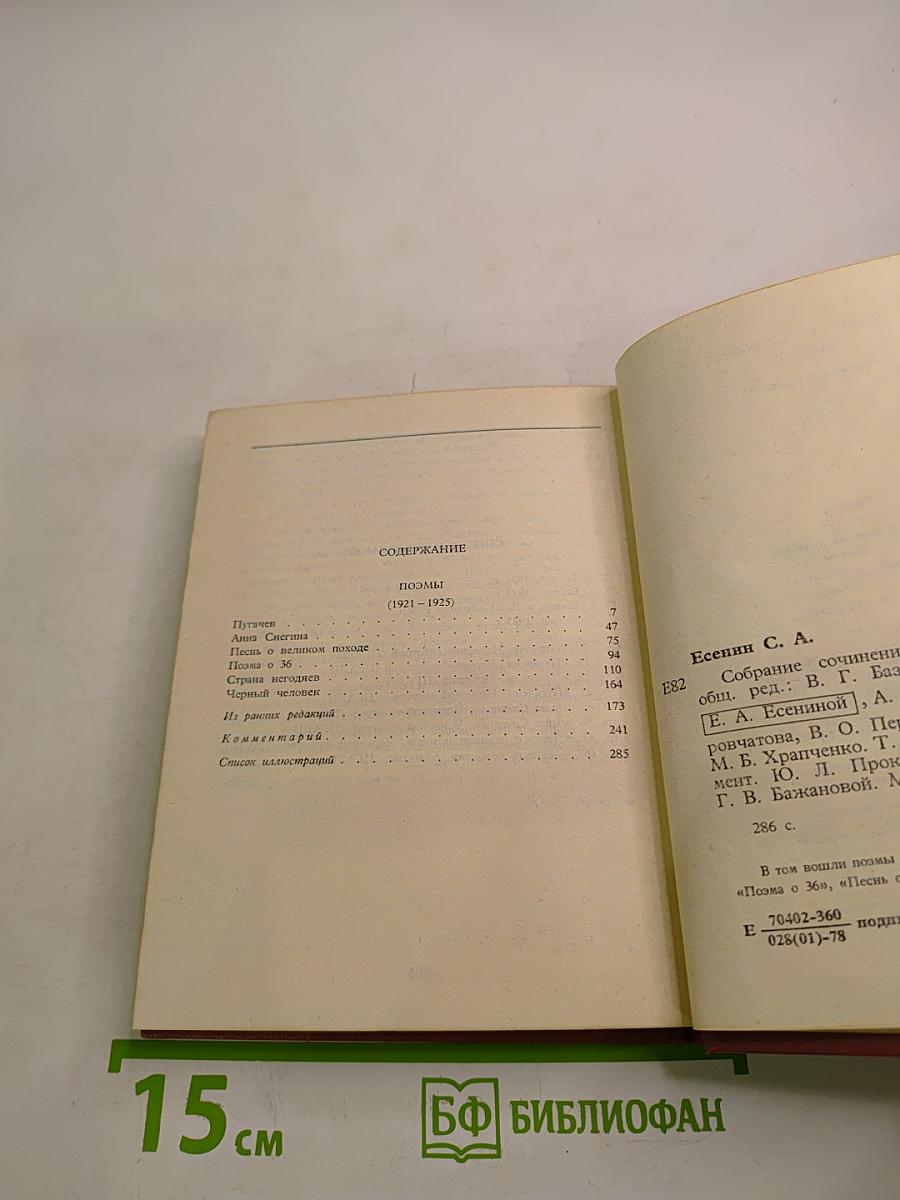 СОДЕРЖАНИЕ
ПОЭМЫ
(1921 – 1925)
Пугачев . . . . . . . . . . . . . . . . . . . . 7
Анна Снегина . . . . . . . . . . . . . . . . . . 47
Песнь о великом походе . . . . . . . . . . . . . . 75
Поэма о 36 . . . . . . . . . . . . . . . . . . . 94
Страна негодяев . . . . . . . . . . . . . . . . . 110
Черный человек . . . . . . . . . . . . . . . . . 164
Из ранних редакций . . . . . . . . . . . . . . . . 173
Комментарий . . . . . . . . . . . . . . . . . . 241
Список иллюстраций . . . . . . . . . . . . . . . . 285
Есенин С. А.
Е82
Собрание сочинени
общ. ред.: В. Г. Баз
Е. А. Есениной, А.
ровчатова, В. О. Пер
М. Б. Храпченко. Т.
мент. Ю. Л. Прок
Г. В. Бажановой. М
286 с.
В том вошли поэмы
«Поэма о 36», «Песнь о
Е 70402-360
028(01)-78 подп
15 см
БФ БИБЛИОФАН